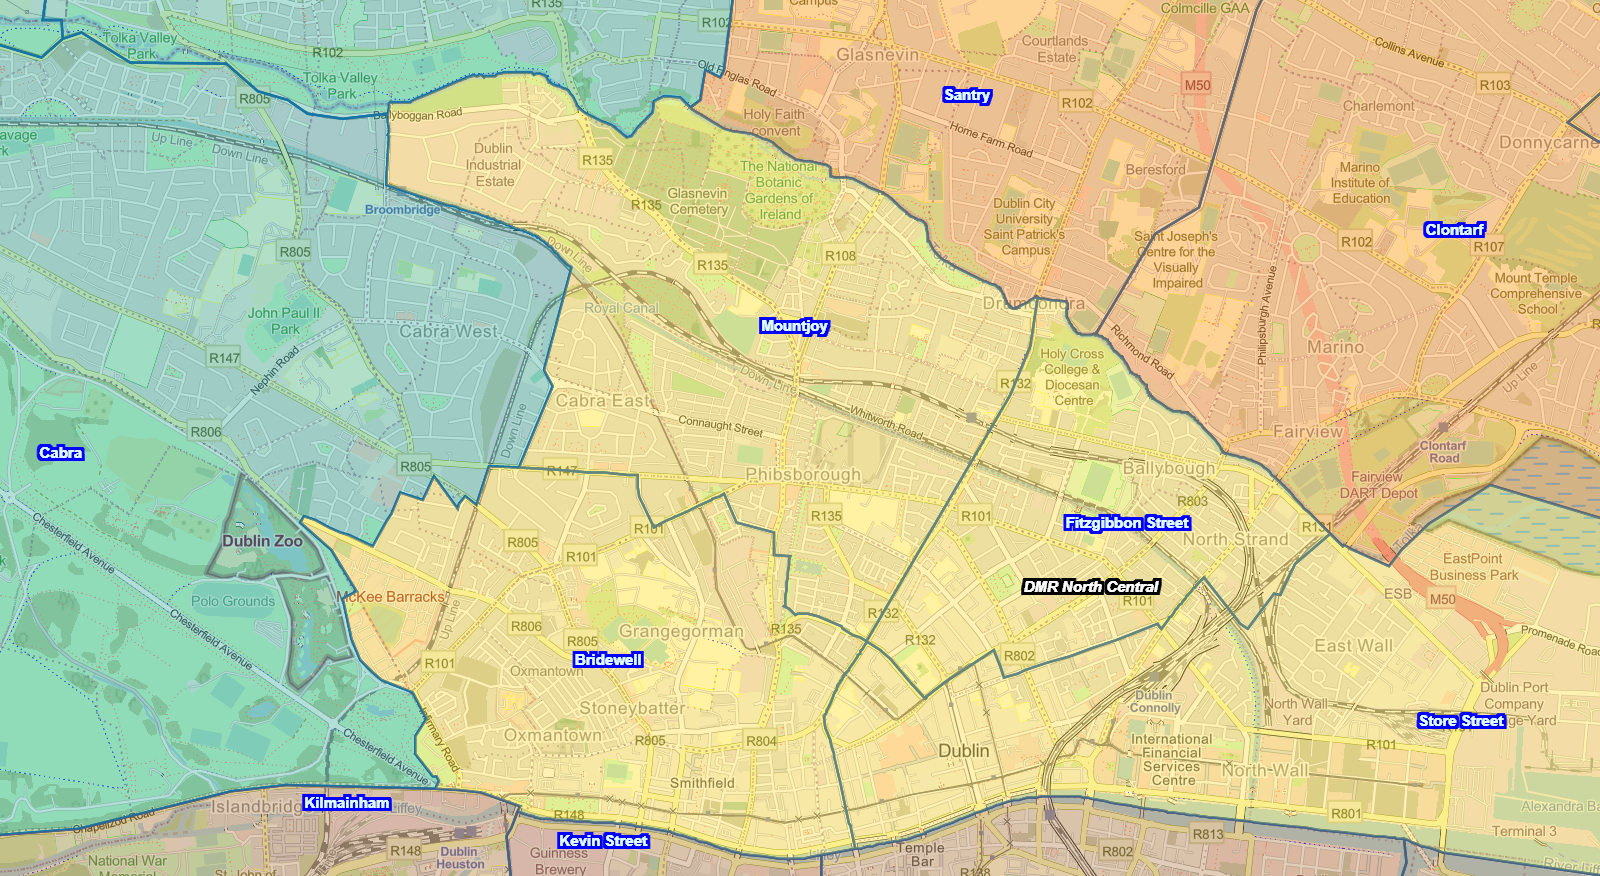 R135
Campus
Colmcille GAA
R102
Tolka Valley
Park
R102
Glasnevin
Courtlands
Estate
Collins Avenue
Tolka Valley
Park
Old Finglas Road
M50
R103
R805
Santry
R102
Charlemont
Ballyboggan Road
Holy Faith
convent
Home Farm Road
Donnycarne
Up Line
Down Line
Dublin
Industrial
Estate
R135
The National
Botanic
Gardens of
Ireland
Beresford
Marino
Institute of
Education
Glasnevin
Cemetery
R135
Broombridge
Dublin City
University
Saint Patrick's
Campus
Clontarf
R805
Down Line
R108
Tolka
Saint Joseph's
Centre for the
Visually
Impaired
R102
R107
R135
Mount Temple
Comprehensive
School
Royal Canal
Drumcondra
John Paul II
Park
Cabra West
Mountjoy
Philipsburgh Avenue
Marino
R147
Nephin Road
Richmond Road
Holy Cross
College &
Diocesan
Centre
Down Line
R132
Up Line
Cabra East
Connaught Street
Whitworth Road
R806
Down Line
Fairview
Clontarf
Road
Cabra
R805
R147
Phibsborough
Ballybough
Fairview
DART Depot
R803
Chesterfield Avenue
R101
R135
R101
Fitzgibbon Street
R131
Tolka
Dublin Zoo
R805
R101
North Strand
EastPoint
Business Park
DMR North Central
ESB
M50
Polo Grounds
McKee Barracks
R101
Chesterfield Avenue
Up Line
R806
R805
Grangegorman
R135
R132
R132
East Wall
Promenade Road
R101
Oxmantown
Bridewell
R802
Dublin
Connolly
Dublin Port
Company
Stoneybatter
North Wall
Yard
Store Street
Infirmary Road
Chesterfield Avenue
Oxmantown
R805
R804
Dublin
International
Financial
Services
Centre
R101
Smithfield
North Wall
Islandbridge
Kilmainham
Liffey
R148
R801
Alexandra Ba
Chapelizod Road
Terminal 3
Kevin Street
R813
R148
Dublin
Heuston
Guinness
Brewery
Liffey
Temple
Bar
R802
National War
Memorial
St John of
R138
River Liffey